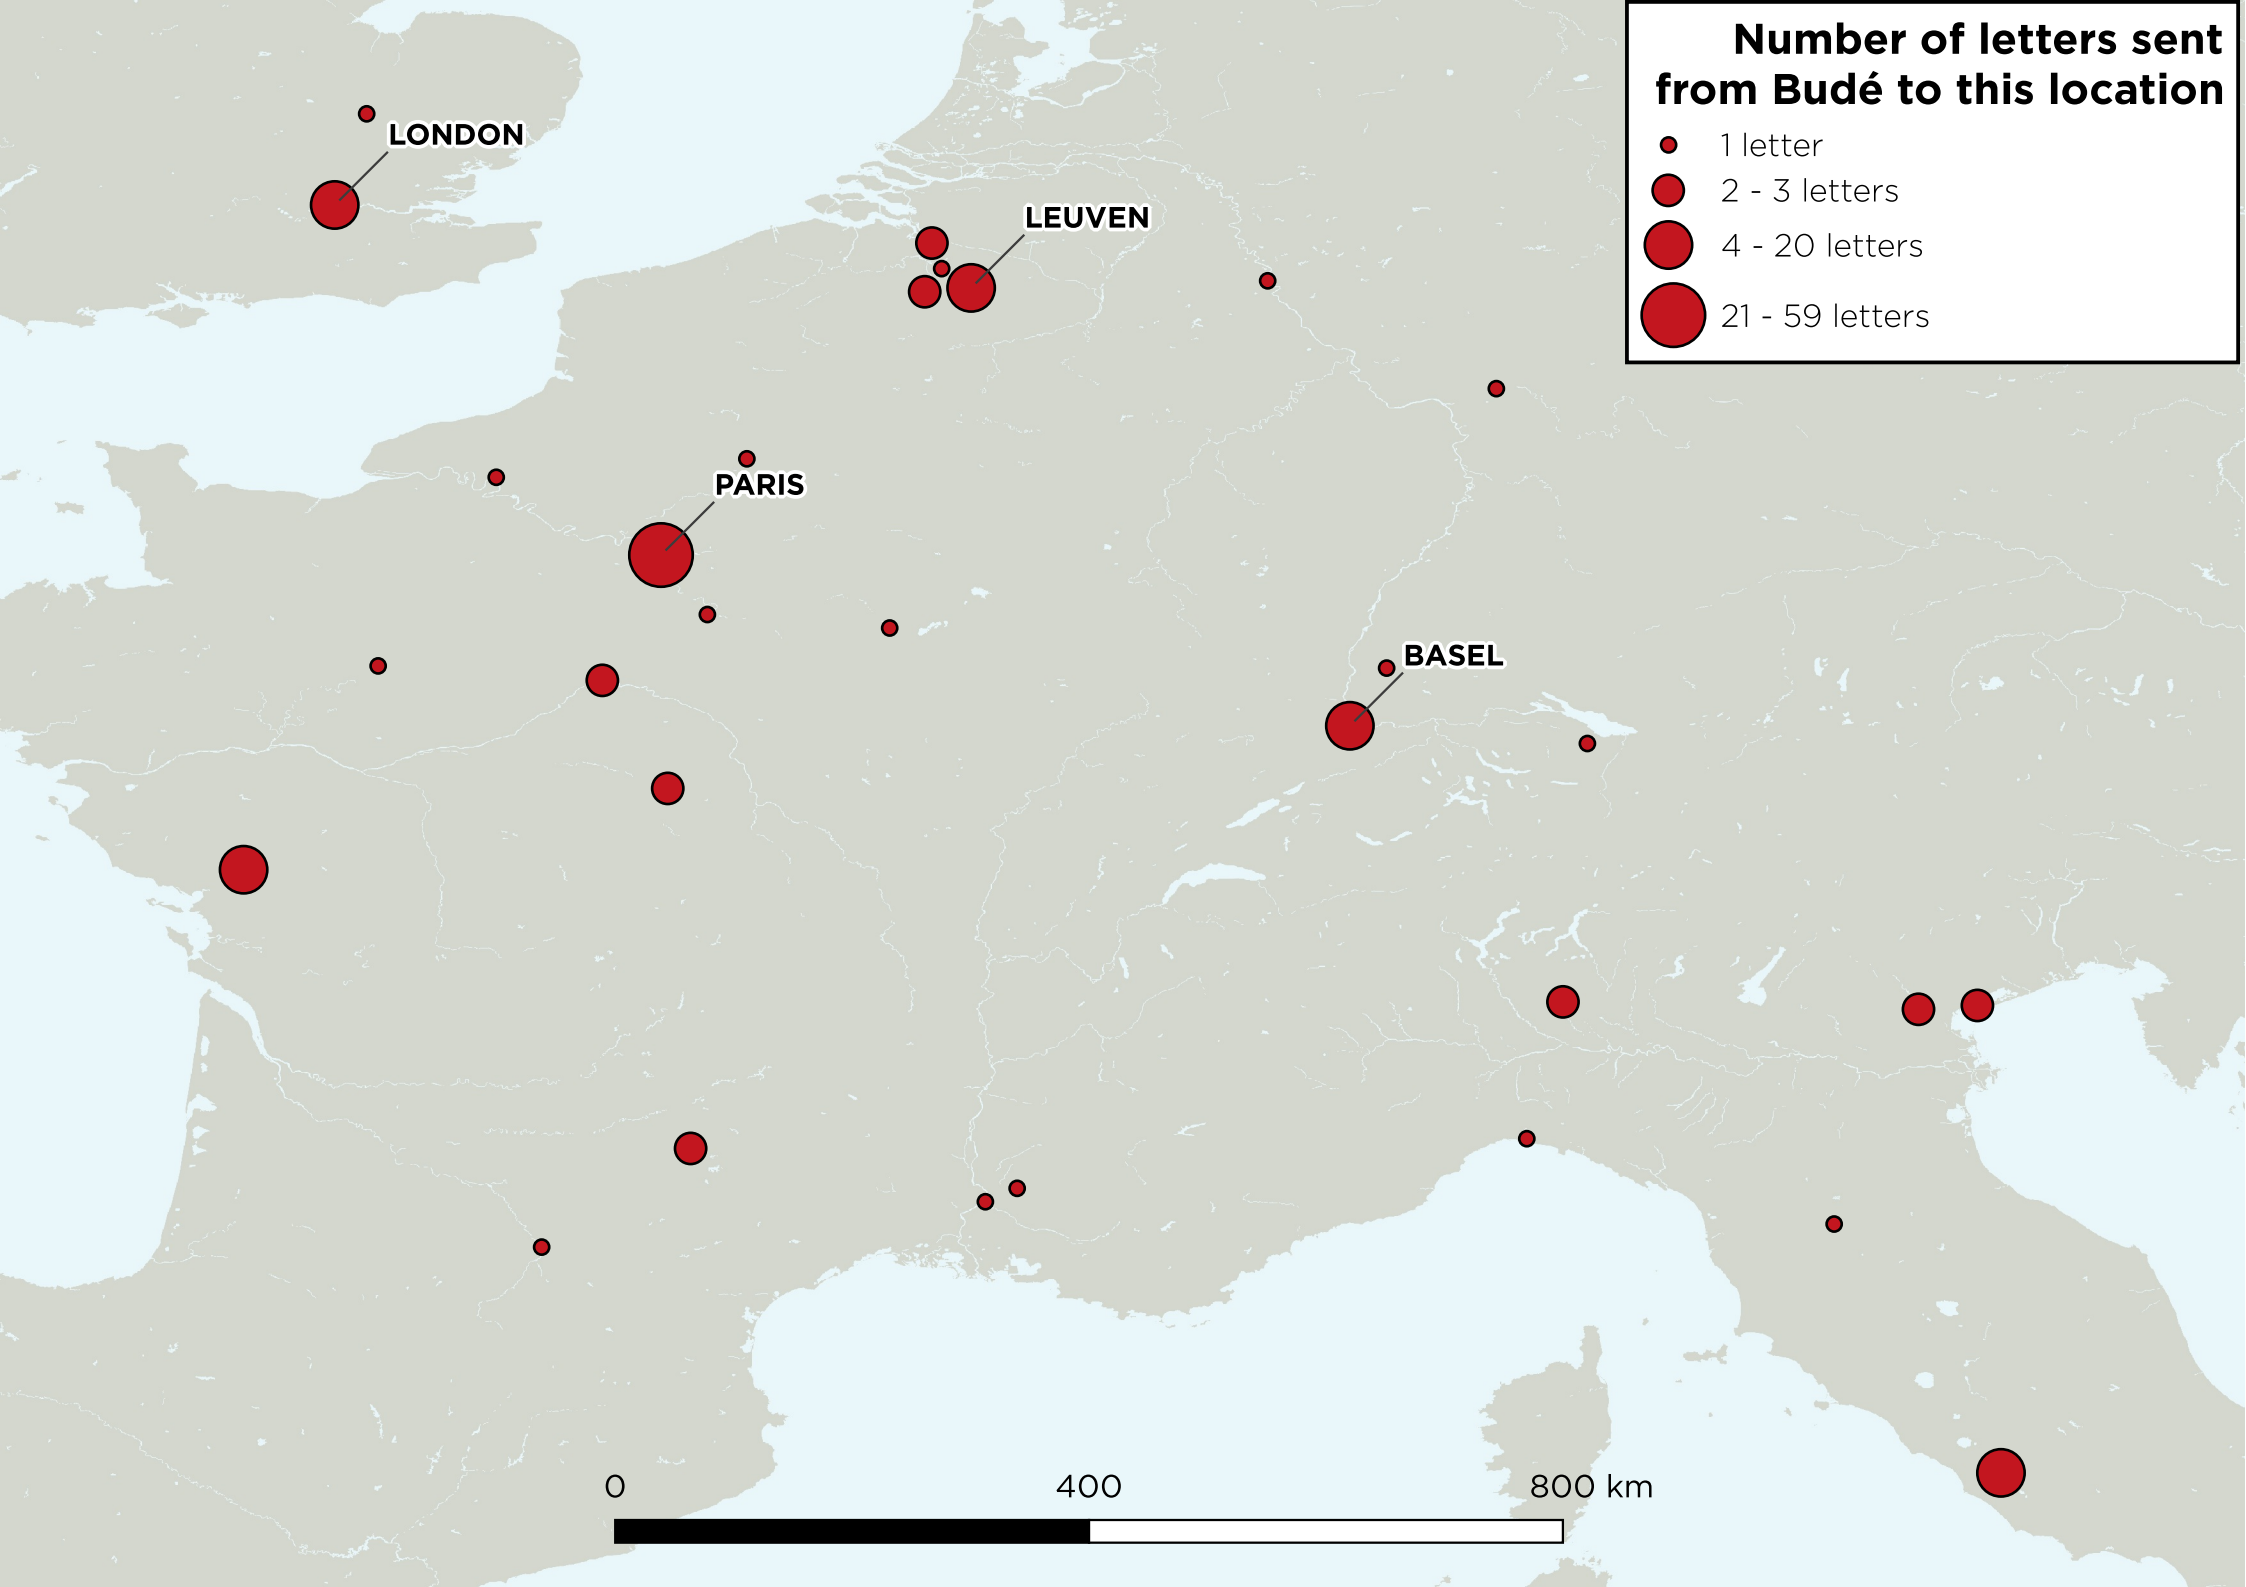 Number of letters sent
from Budé to this location
1 letter
2 - 3 letters
4 - 20 letters
21 - 59 letters
LONDON
LEUVEN
PARIS
BASEL
0 400 800 km